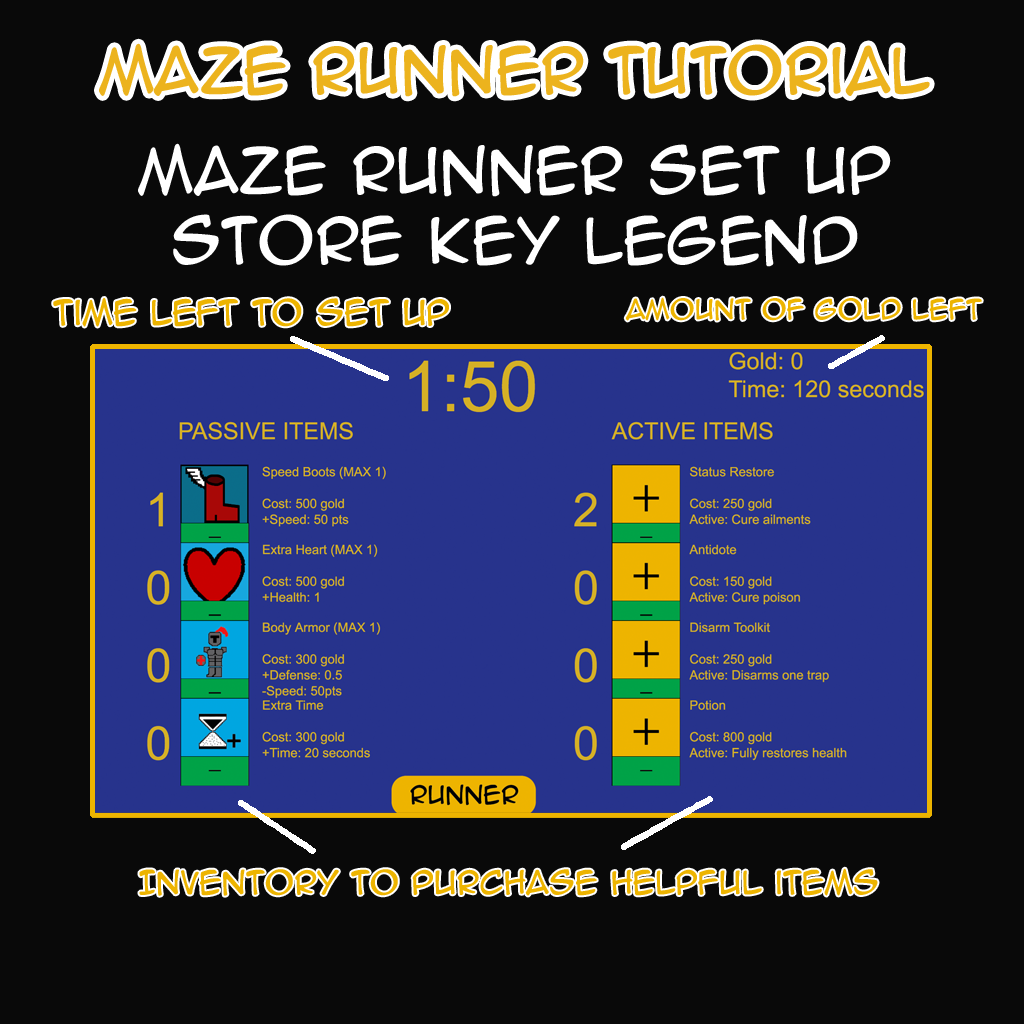 MAZE RUNNER TUTORIAL
MAZE RUNNER SET UP
STORE KEY LEGEND
TIME LEFT TO SET UP
AMOUNT OF GOLD LEFT
1:50
Gold: 0
Time: 120 seconds
PASSIVE ITEMS
1
Speed Boots (MAX 1)
Cost: 500 gold
+Speed: 50 pts
–
0
Extra Heart (MAX 1)
Cost: 500 gold
+Health: 1
–
0
Body Armor (MAX 1)
Cost: 300 gold
+Defense: 0.5
-Speed: 50pts
–
0
+
Extra Time
Cost: 300 gold
+Time: 20 seconds
–
ACTIVE ITEMS
2
+
Status Restore
Cost: 250 gold
Active: Cure ailments
–
0
+
Antidote
Cost: 150 gold
Active: Cure poison
–
0
+
Disarm Toolkit
Cost: 250 gold
Active: Disarms one trap
–
0
+
Potion
Cost: 800 gold
Active: Fully restores health
–
RUNNER
INVENTORY TO PURCHASE HELPFUL ITEMS